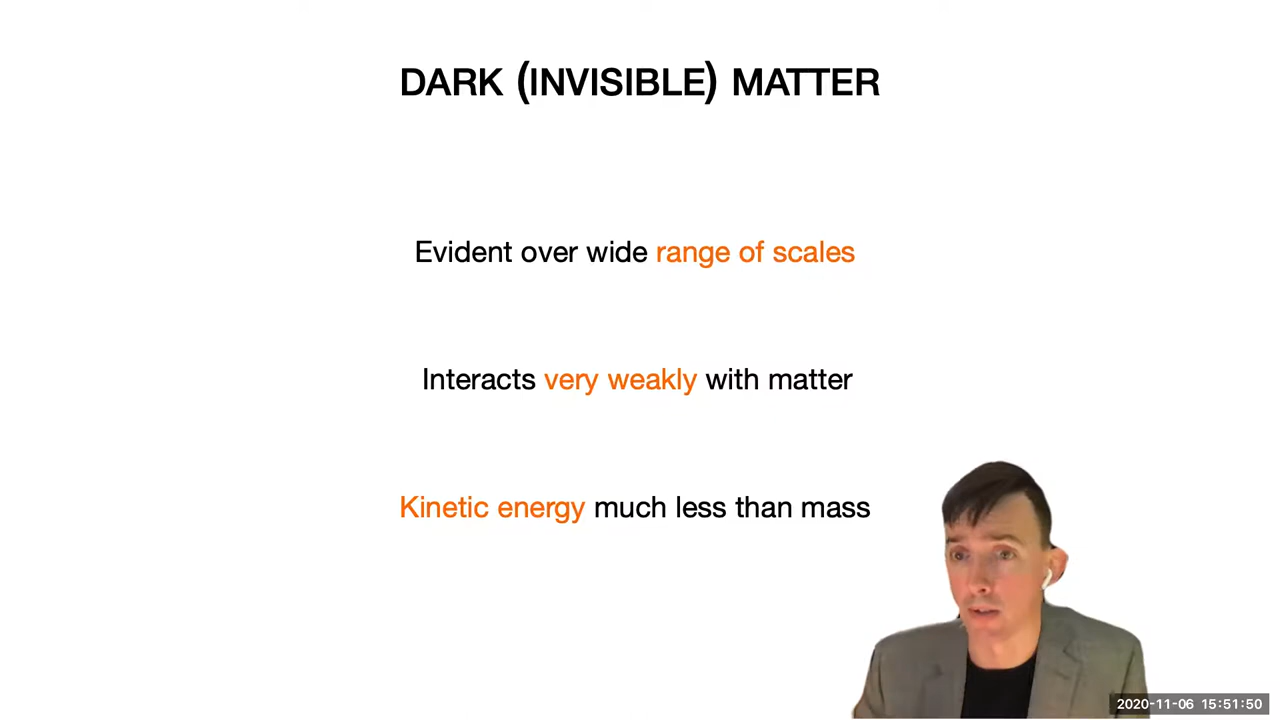 DARK (INVISIBLE) MATTER
Evident over wide range of scales
Interacts very weakly with matter
Kinetic energy much less than mass
2020-11-06 15:51:50